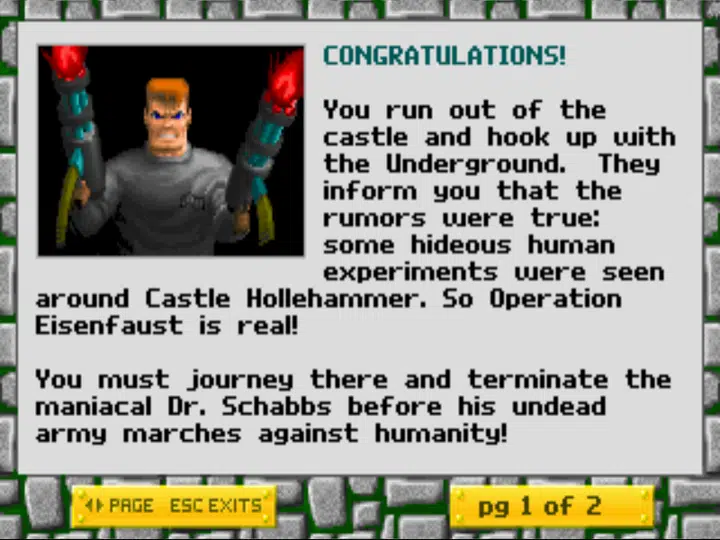 CONGRATULATIONS!
You run out of the
castle and hook up with
the Underground. They
inform you that the
rumors were true:
some hideous human
experiments were seen
around Castle Hollehammer. So Operation
Eisenfaust is real!
You must journey there and terminate the
maniacal Dr. Schabbs before his undead
army marches against humanity!
PAGE ESC EXITS
pg 1 of 2